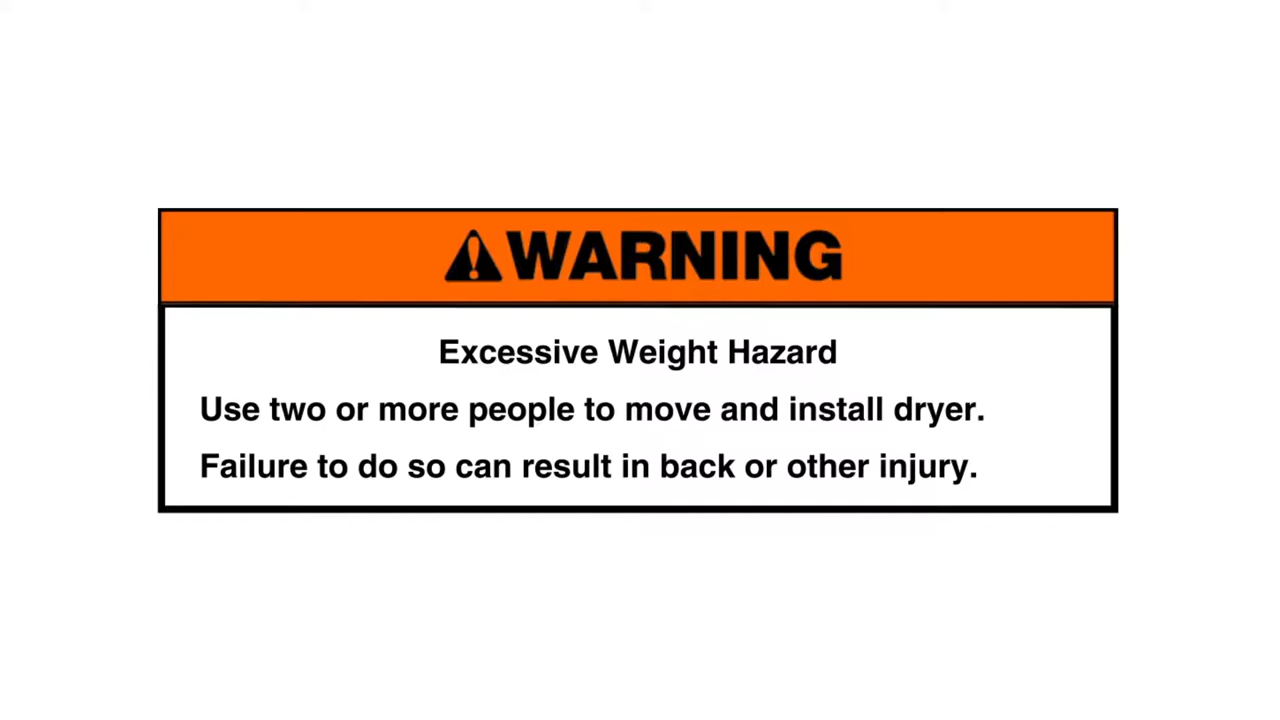 WARNING
Excessive Weight Hazard
Use two or more people to move and install dryer.
Failure to do so can result in back or other injury.